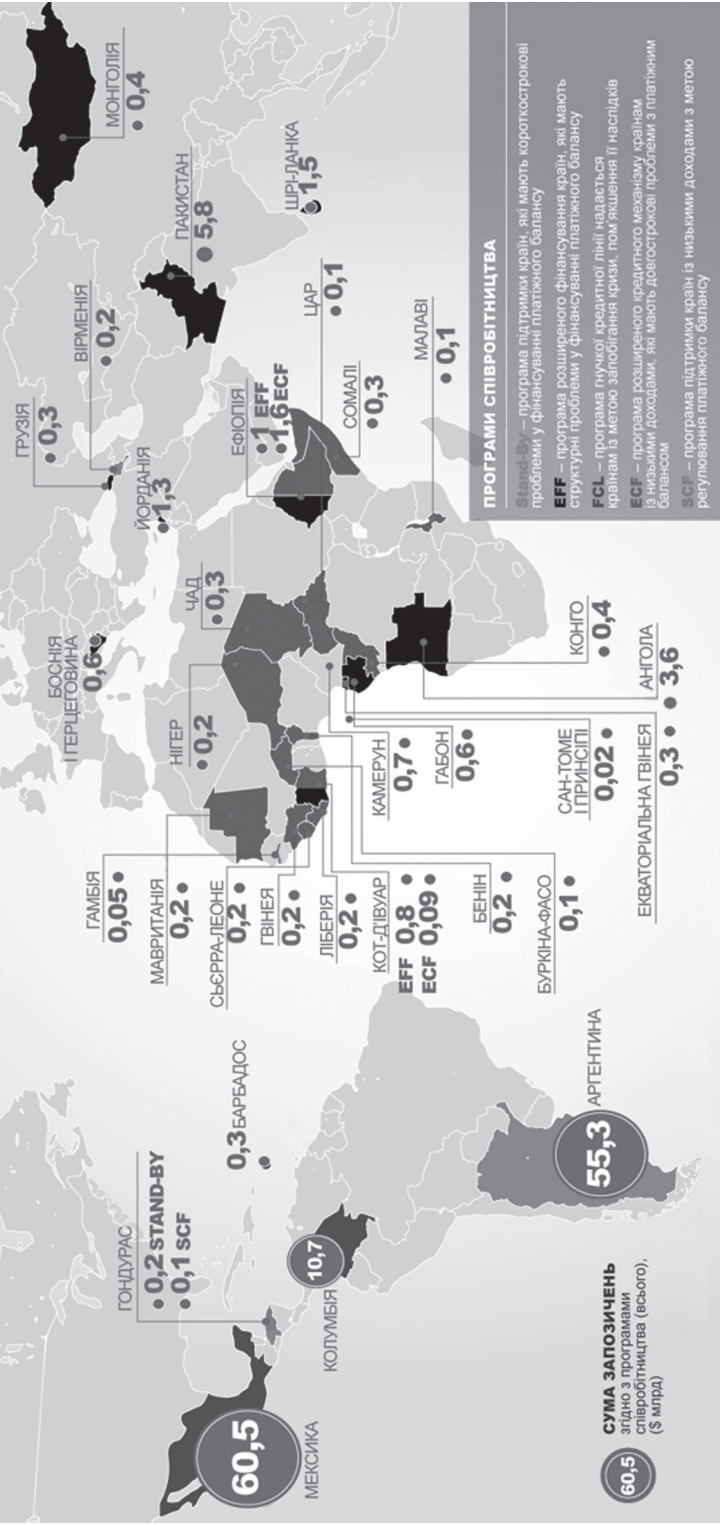 ГОНДУРАС
0,2 STAND-BY
0,1 SCF
60,5
МЕКСИКА
0,3 БАРБАДОС
10,7
КОЛУМБІЯ
55,3
АРГЕНТИНА
60,5
СУМА ЗАПОЗИЧЕНЬ
згідно з програмами
співробітництва (всього),
($ млрд)
ГАМБІЯ
0,05
МАВРИТАНІЯ
0,2
СЬЄРРА-ЛЕОНЕ
0,2
ГВІНЕЯ
0,2
ЛІБЕРІЯ
0,2
КОТ-Д'ІВУАР
EFF 0,8
ECF 0,09
БЕНІН
0,2
БУРКІНА-ФАСО
0,1
БОСНІЯ
І ГЕРЦЕГОВИНА
0,6
НІГЕР
0,2
ЧАД
0,3
КАМЕРУН
0,7
ГАБОН
0,6
САН-ТОМЕ
І ПРИНСІПІ
0,02
ЕКВАТОРІАЛЬНА ГВІНЕЯ
0,3
КОНГО
0,4
АНГОЛА
3,6
ГРУЗІЯ
0,3
ВІРМЕНІЯ
0,2
ЙОРДАНІЯ
1,3
ЕФІОПІЯ
1 EFF
1,6 ECF
ЦАР
0,1
СОМАЛІ
0,3
МАЛАВІ
0,1
МОНГОЛІЯ
0,4
ПАКИСТАН
5,8
ШРІ-ЛАНКА
1,5
ПРОГРАМИ СПІВРОБІТНИЦТВА
Stand-By – програма підтримки країн, які мають короткострокові
проблеми у фінансуванні платіжного балансу
EFF – програма розширеного фінансування країн, які мають
структурні проблеми у фінансуванні платіжного балансу
FCL – програма гнучкої кредитної лінії надається
країнам із метою запобігання кризи, пом'якшення її наслідків
ECF – програма розширеного кредитного механізму країнам
із низькими доходами, які мають довгострокові проблеми з платіжним
балансом
SCF – програма підтримки країн із низькими доходами з метою
регулювання платіжного балансу